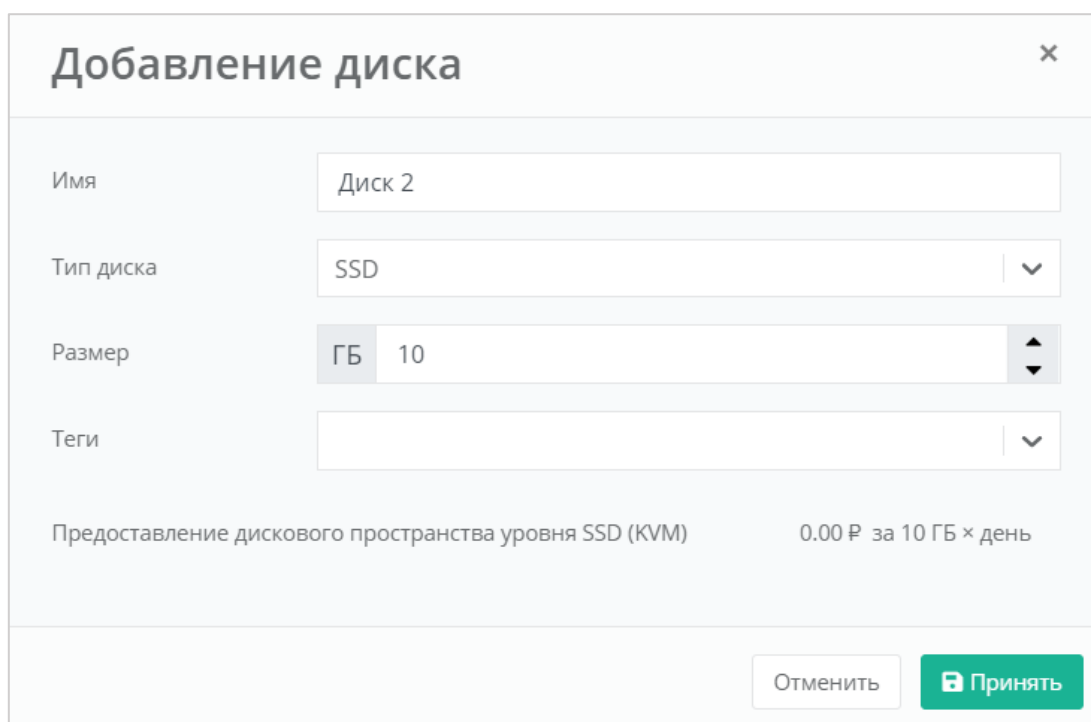 Добавление диска ×
Имя Диск 2
Тип диска SSD
Размер ГБ 10
Теги
Предоставление дискового пространства уровня SSD (KVM) 0.00 ₽ за 10 ГБ × день
Отменить Принять